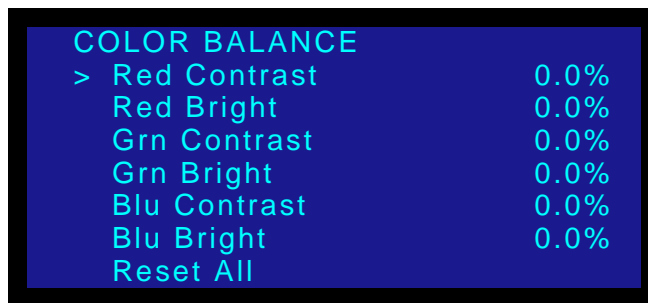 COLOR BALANCE
> Red Contrast 0.0%
Red Bright 0.0%
Grn Contrast 0.0%
Grn Bright 0.0%
Blu Contrast 0.0%
Blu Bright 0.0%
Reset All